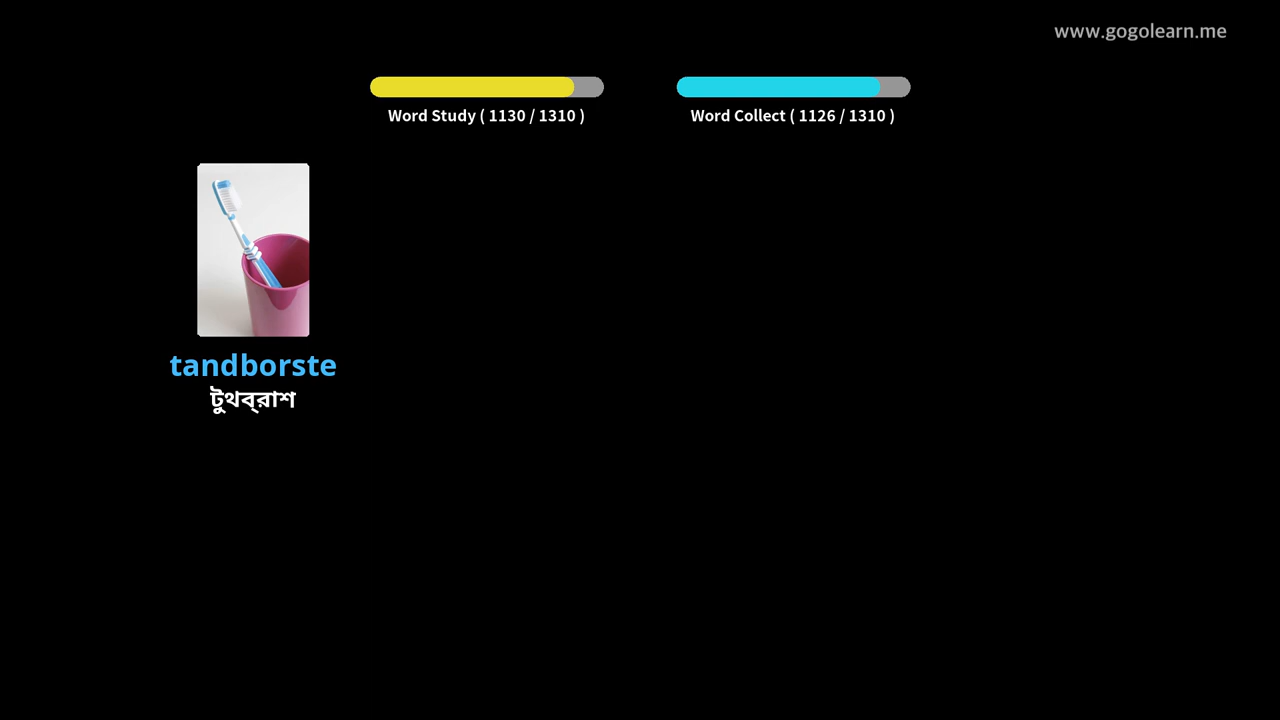 www.gogolearn.me
Word Study ( 1130 / 1310 )
Word Collect ( 1126 / 1310 )
tandborste
টুথব্রাশ